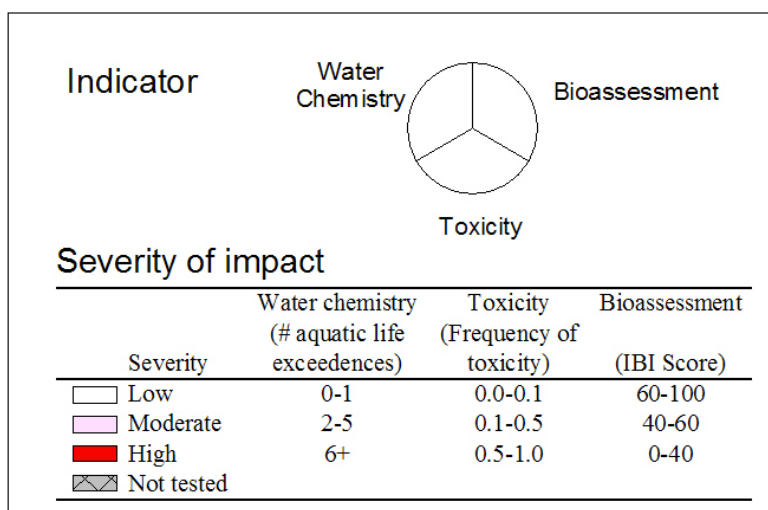 Indicator
Water
Chemistry
Bioassessment
Toxicity
Severity of impact
Water chemistry Toxicity Bioassessment
(# aquatic life (Frequency of
Severity exceedences) toxicity) (IBI Score)
Low 0-1 0.0-0.1 60-100
Moderate 2-5 0.1-0.5 40-60
High 6+ 0.5-1.0 0-40
Not tested